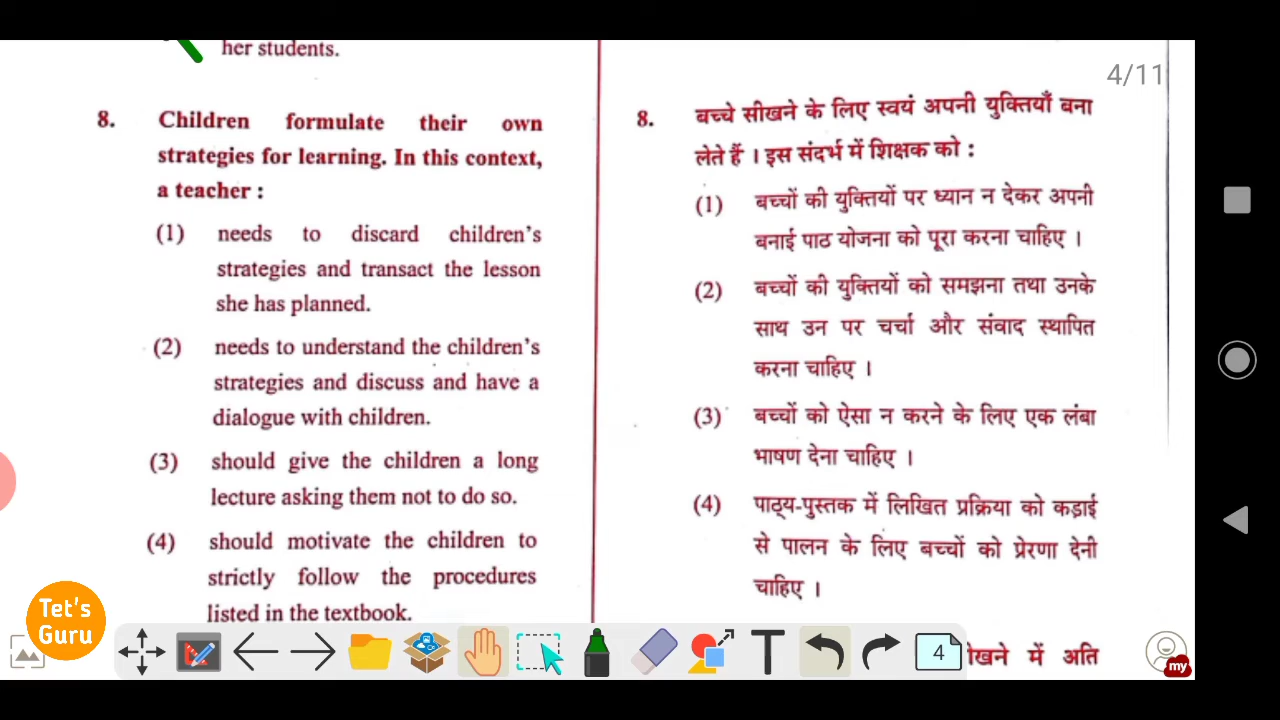 her students.
4/11
8. Children formulate their own
strategies for learning. In this context,
a teacher :
(1) needs to discard children's
strategies and transact the lesson
she has planned.
(2) needs to understand the children's
strategies and discuss and have a
dialogue with children.
(3) should give the children a long
lecture asking them not to do so.
(4) should motivate the children to
strictly follow the procedures
listed in the textbook.
8. बच्चे सीखने के लिए स्वयं अपनी युक्तियाँ बना
लेते हैं । इस संदर्भ में शिक्षक को :
(1) बच्चों की युक्तियों पर ध्यान न देकर अपनी
बनाई पाठ योजना को पूरा करना चाहिए ।
(2) बच्चों की युक्तियों को समझना तथा उनके
साथ उन पर चर्चा और संवाद स्थापित
करना चाहिए ।
(3) बच्चों को ऐसा न करने के लिए एक लंबा
भाषण देना चाहिए ।
(4) पाठ्य-पुस्तक में लिखित प्रक्रिया को कड़ाई
से पालन के लिए बच्चों को प्रेरणा देनी
चाहिए ।
में अति
Tet's
Guru
T
4
my